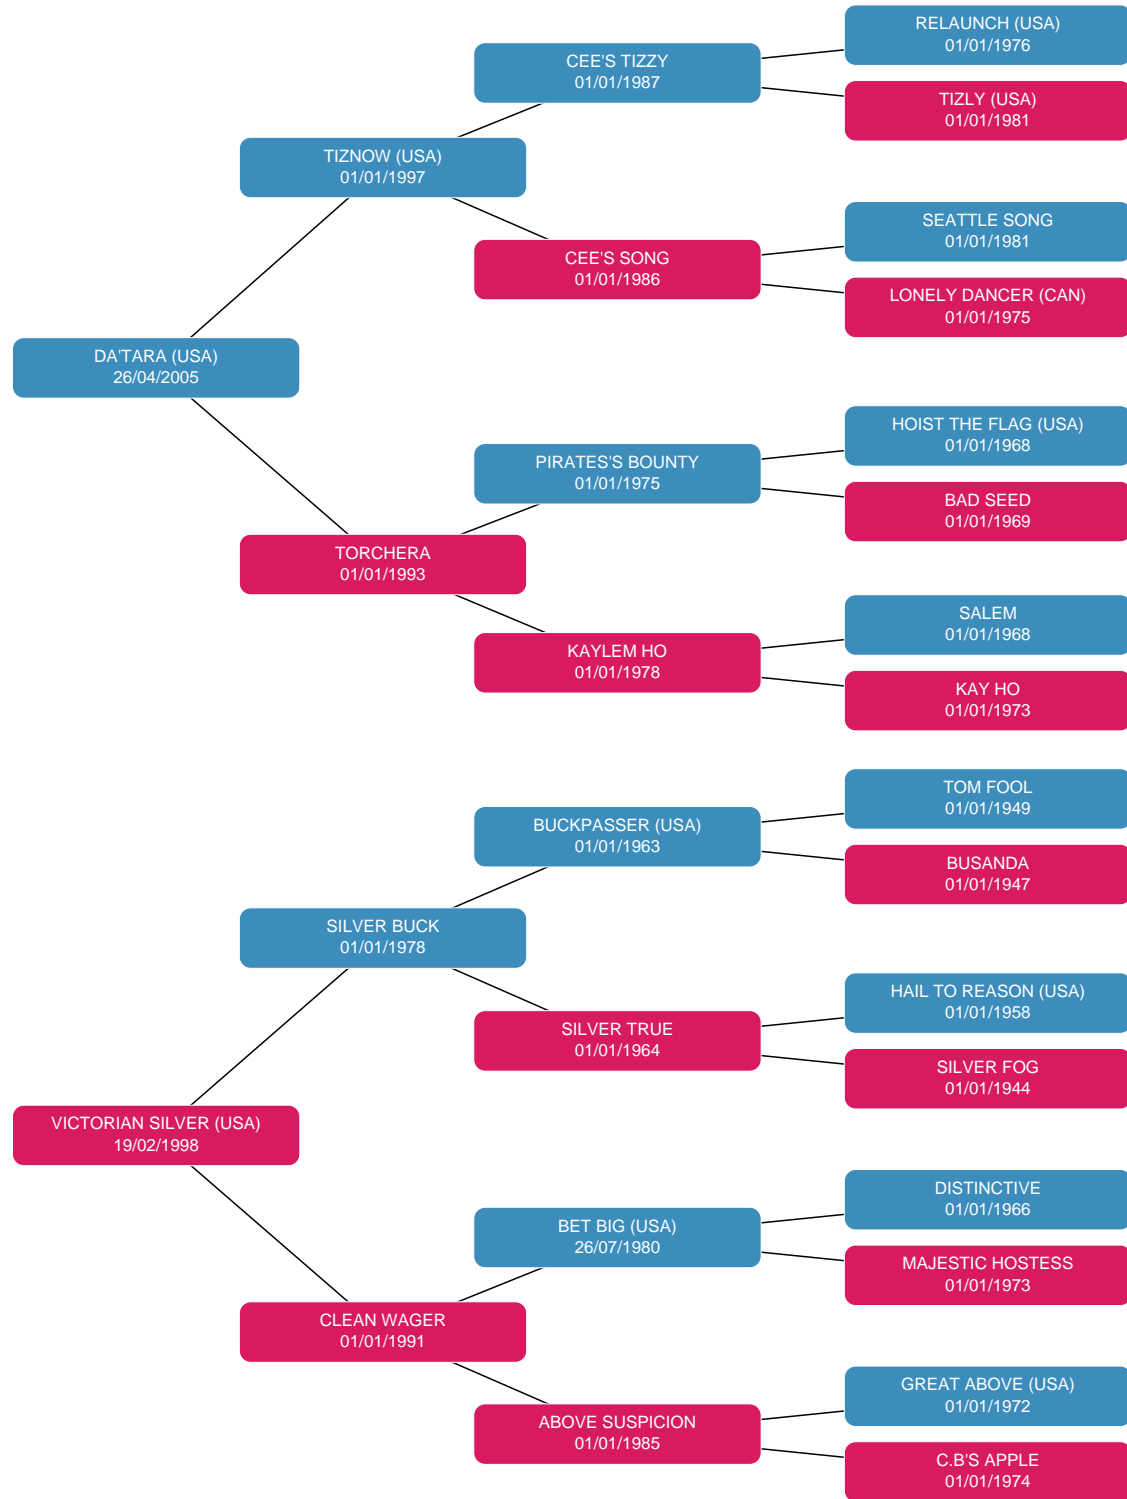 RELAUNCH (USA)
01/01/1976
CEE'S TIZZY
01/01/1987
TIZLY (USA)
01/01/1981
TIZNOW (USA)
01/01/1997
SEATTLE SONG
01/01/1981
CEE'S SONG
01/01/1986
LONELY DANCER (CAN)
01/01/1975
DA'TARA (USA)
26/04/2005
HOIST THE FLAG (USA)
01/01/1968
PIRATES'S BOUNTY
01/01/1975
BAD SEED
01/01/1969
TORCHERA
01/01/1993
SALEM
01/01/1968
KAYLEM HO
01/01/1978
KAY HO
01/01/1973
TOM FOOL
01/01/1949
BUCKPASSER (USA)
01/01/1963
BUSANDA
01/01/1947
SILVER BUCK
01/01/1978
HAIL TO REASON (USA)
01/01/1958
SILVER TRUE
01/01/1964
SILVER FOG
01/01/1944
VICTORIAN SILVER (USA)
19/02/1998
DISTINCTIVE
01/01/1966
BET BIG (USA)
26/07/1980
MAJESTIC HOSTESS
01/01/1973
CLEAN WAGER
01/01/1991
GREAT ABOVE (USA)
01/01/1972
ABOVE SUSPICION
01/01/1985
C.B'S APPLE
01/01/1974